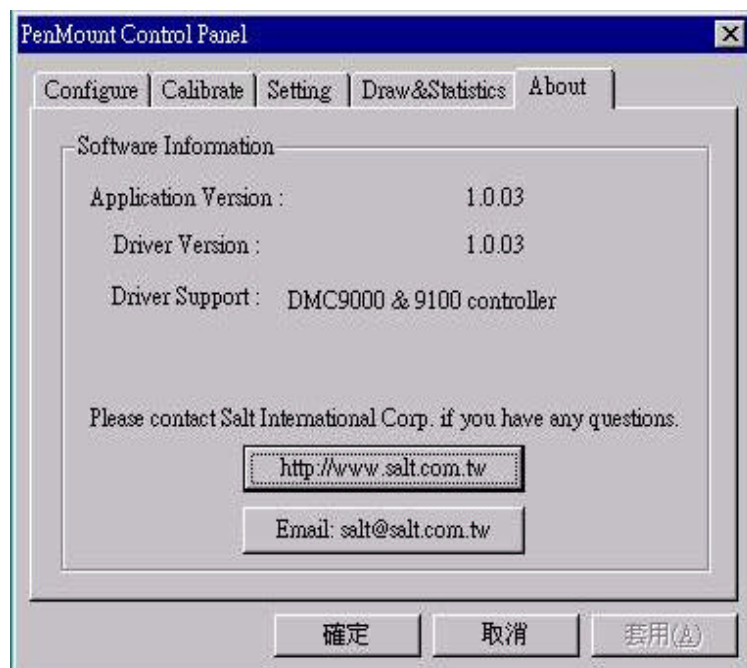 PenMount Control Panel
Configure Calibrate Setting Draw&Statistics About
Software Information
Application Version : 1.0.03
Driver Version : 1.0.03
Driver Support : DMC9000 & 9100 controller
Please contact Salt International Corp. if you have any questions.
http://www.salt.com.tw
Email: salt@salt.com.tw
確定 取消 套用(A)